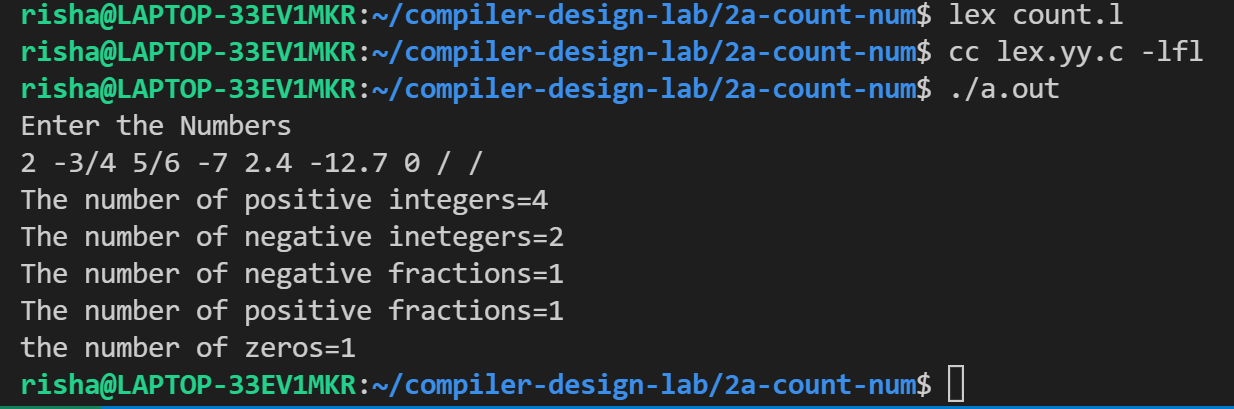 risha@LAPTOP-33EV1MKR:~/compiler-design-lab/2a-count-num$ lex count.l
risha@LAPTOP-33EV1MKR:~/compiler-design-lab/2a-count-num$ cc lex.yy.c -lfl
risha@LAPTOP-33EV1MKR:~/compiler-design-lab/2a-count-num$ ./a.out
Enter the Numbers
2 -3/4 5/6 -7 2.4 -12.7 0 / /
The number of positive integers=4
The number of negative inetegers=2
The number of negative fractions=1
The number of positive fractions=1
the number of zeros=1
risha@LAPTOP-33EV1MKR:~/compiler-design-lab/2a-count-num$